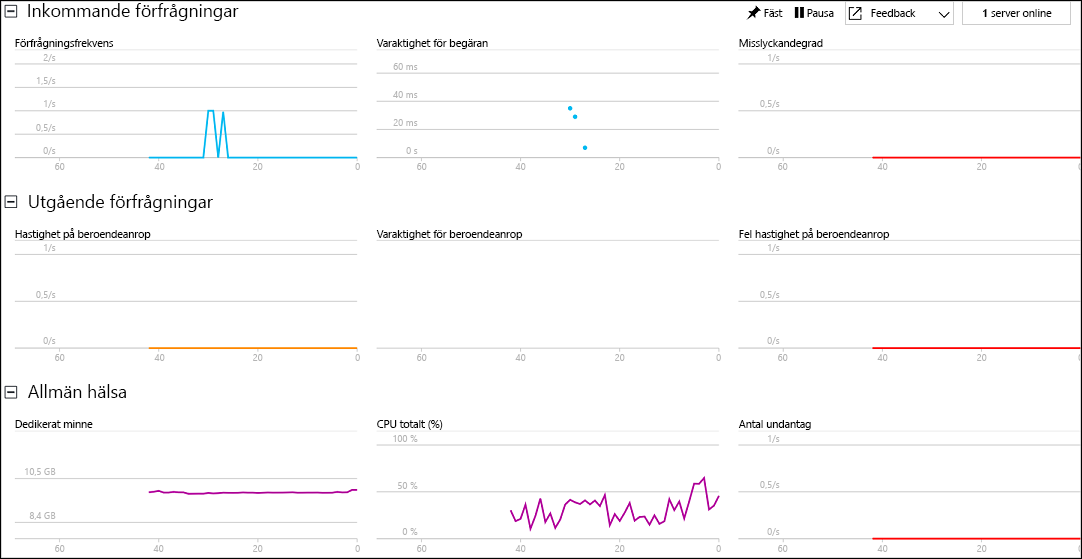 Inkommande förfrågningar
Fäst
Pausa
Feedback
1 server online
Förfrågningsfrekvens
2/s
1,5/s
1/s
0,5/s
0/s
60 40 20 0
Varaktighet för begäran
60 ms
40 ms
20 ms
0 s
60 40 20 0
Misslyckandegrad
1/s
0,5/s
0/s
60 40 20
Utgående förfrågningar
Hastighet på beroendeanrop
1/s
0,5/s
0/s
60 40 20 0
Varaktighet för beroendeanrop
60 40 20 0
Fel hastighet på beroendeanrop
1/s
0,5/s
0/s
60 40 20
Allmän hälsa
Dedikerat minne
10,5 GB
8,4 GB
60 40 20 0
CPU totalt (%)
100 %
50 %
0 %
60 40 20 0
Antal undantag
1/s
0,5/s
0/s
60 40 20